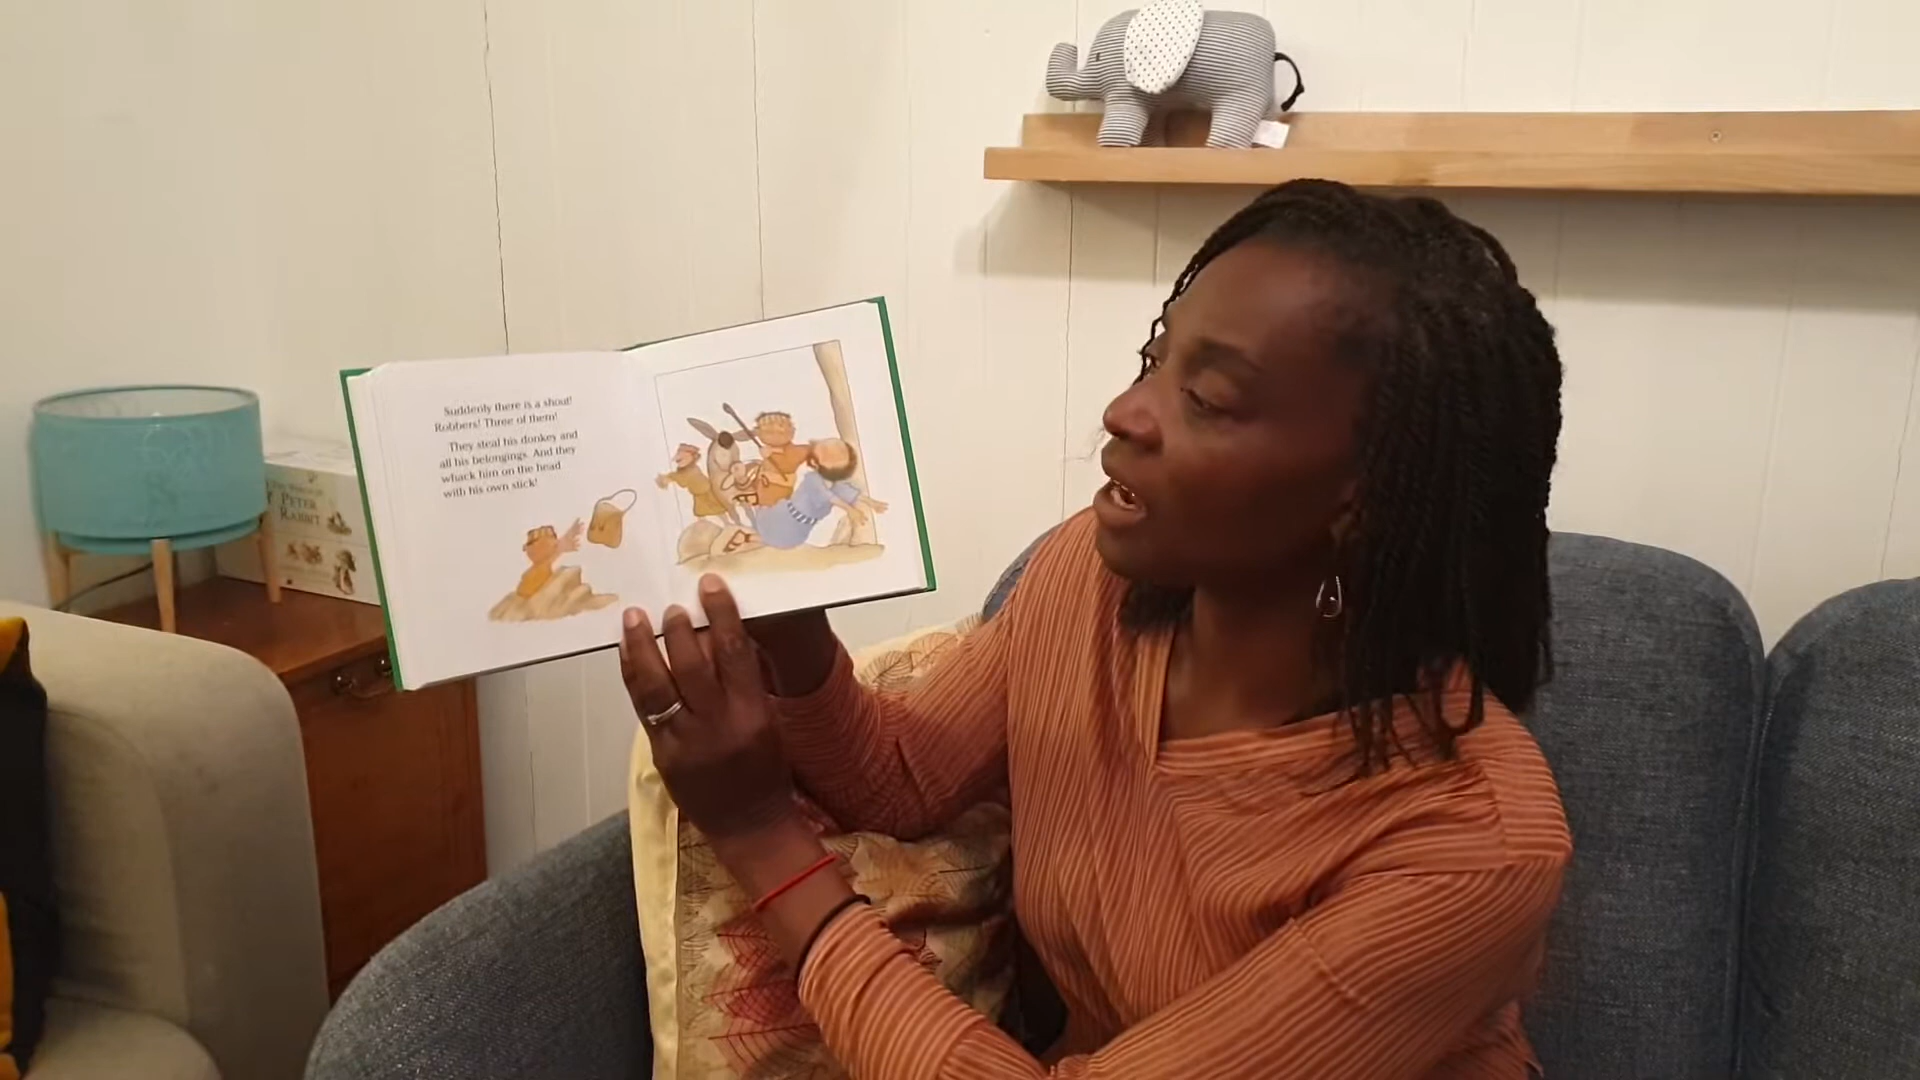 Suddenly there is a shout!
Robbers! Three of them!
They steal his donkey and
all his belongings. And they
whack him on the head
with his own stick!
PETER
RABBIT